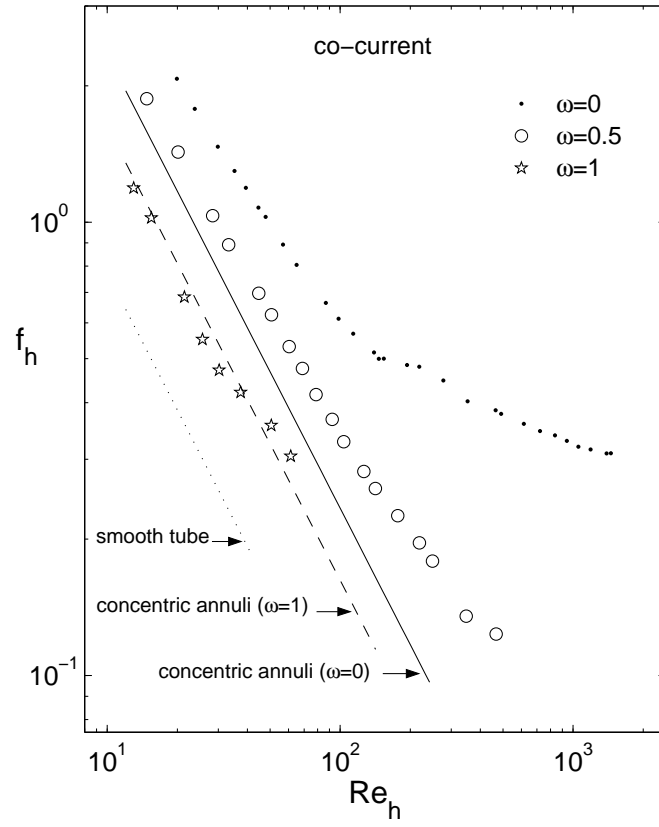 co−current
ω=0
ω=0.5
ω=1
10^0
f_h
smooth tube
concentric annuli (ω=1)
concentric annuli (ω=0)
10^−1
10^1
10^2
10^3
Re_h